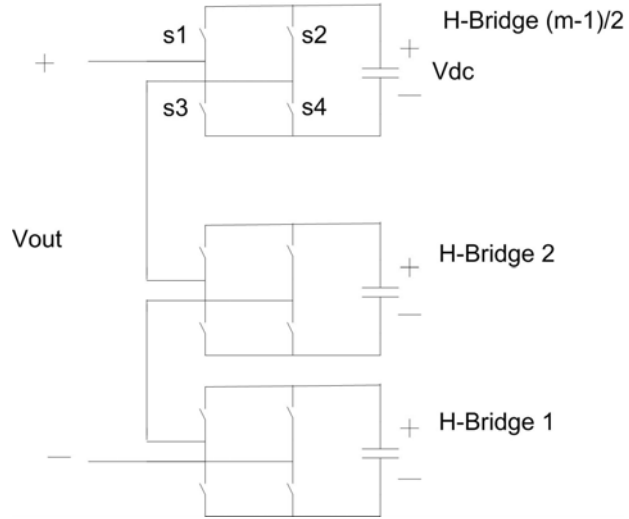 s1
s2
+
H-Bridge (m-1)/2
+
Vdc
s3
s4
—
Vout
+
H-Bridge 2
—
+
H-Bridge 1
—
—